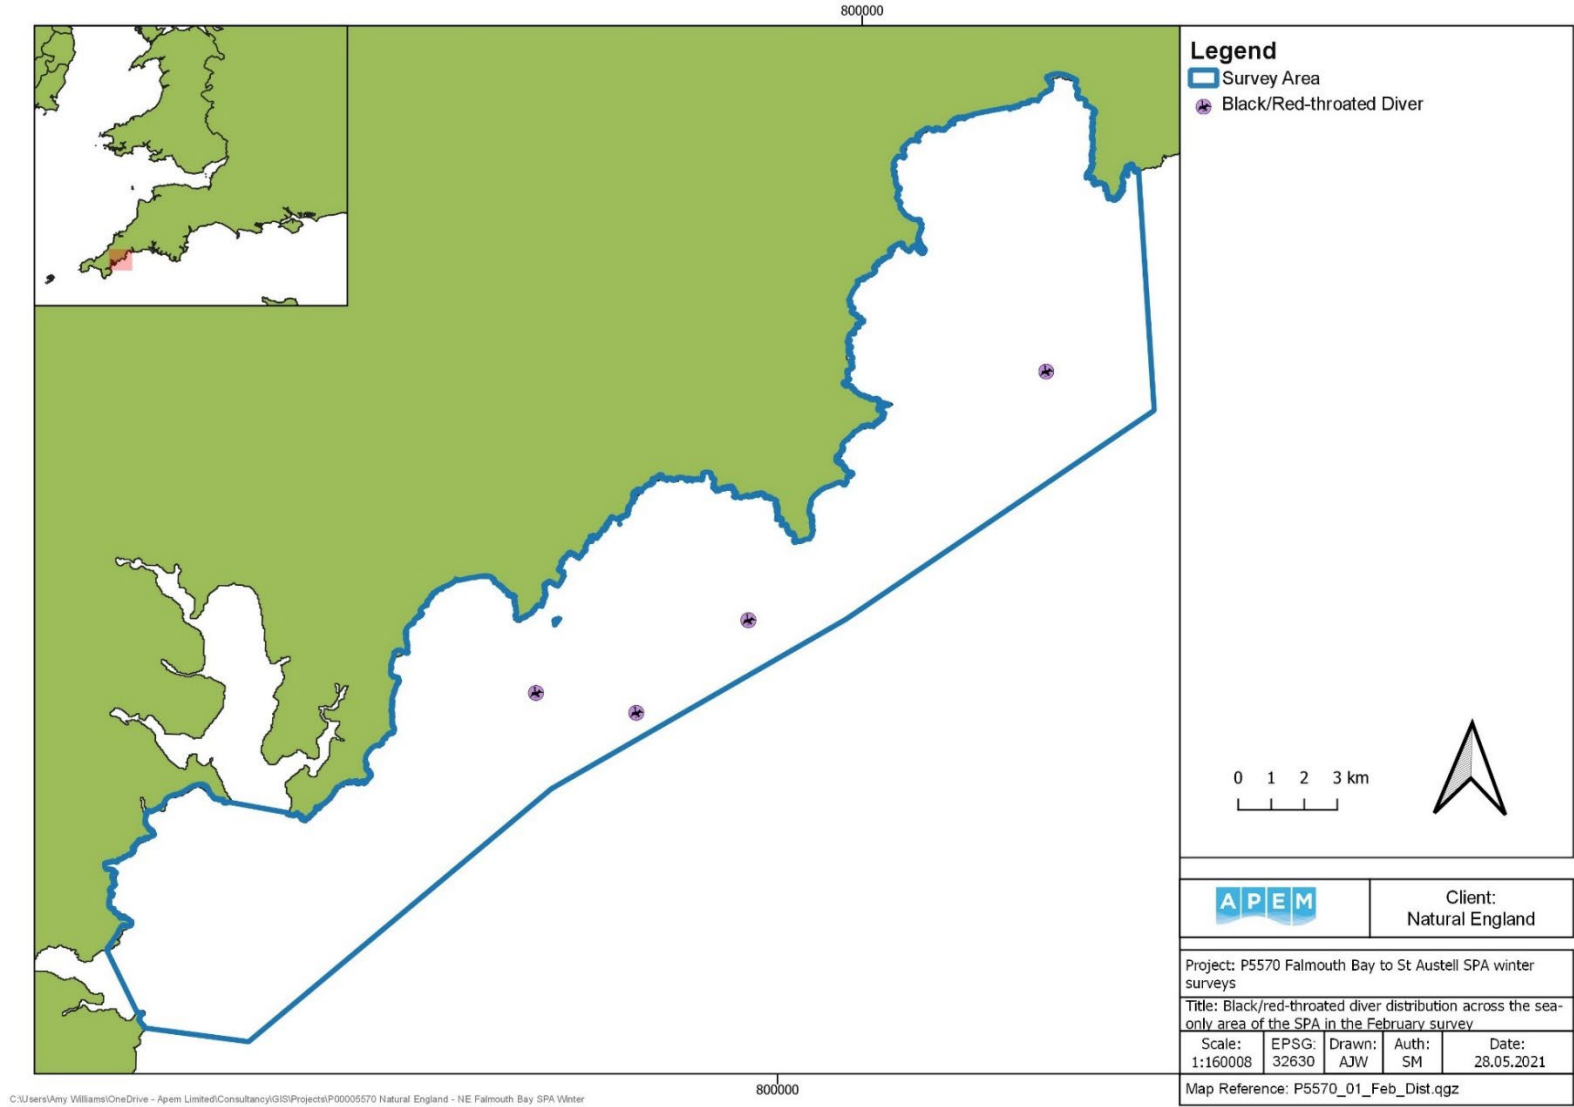 800000
Legend
Survey Area
Black/Red-throated Diver
0 1 2 3 km
APEM
Client:
Natural England
Project: P5570 Falmouth Bay to St Austell SPA winter
surveys
Title: Black/red-throated diver distribution across the sea-
only area of the SPA in the February survey
Scale:
1:160008
EPSG:
32630
Drawn:
AJW
Auth:
SM
Date:
28.05.2021
Map Reference: P5570_01_Feb_Dist.qgz
800000
C:\Users\Amy Williams\OneDrive - Apem Limited\Consultancy\GIS\Projects\P00005570 Natural England - NE Falmouth Bay SPA Winter